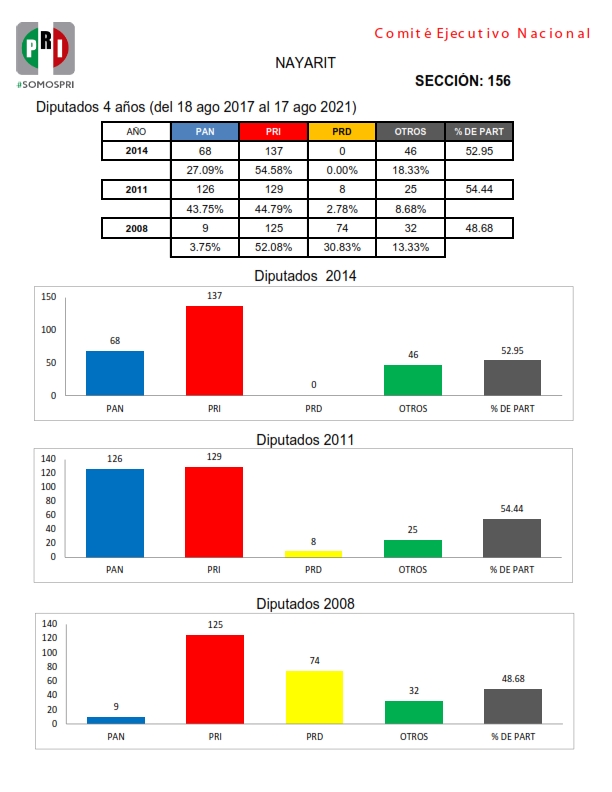 Comité Ejecutivo Nacional
PRI
#SOMOSPRI
NAYARIT
SECCIÓN: 156
Diputados 4 años (del 18 ago 2017 al 17 ago 2021)
AÑO PAN PRI PRD OTROS % DE PART
2014 68 137 0 46 52.95
27.09% 54.58% 0.00% 18.33%
2011 126 129 8 25 54.44
43.75% 44.79% 2.78% 8.68%
2008 9 125 74 32 48.68
3.75% 52.08% 30.83% 13.33%
Diputados 2014
150
100
50
0
68 137 0 46 52.95
PAN PRI PRD OTROS % DE PART
Diputados 2011
140
120
100
80
60
40
20
0
126 129 8 25 54.44
PAN PRI PRD OTROS % DE PART
Diputados 2008
140
120
100
80
60
40
20
0
9 125 74 32 48.68
PAN PRI PRD OTROS % DE PART